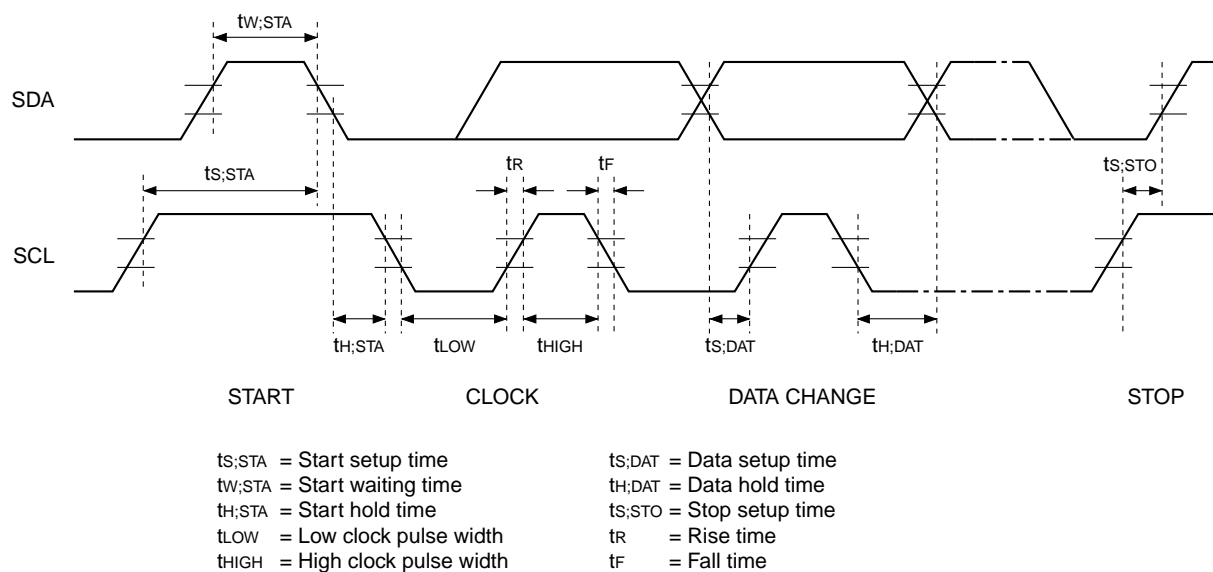 tW;STA
SDA
tS;STA
tR
tF
tS;STO
SCL
tH;STA
tLOW
tHIGH
tS;DAT
tH;DAT
START
CLOCK
DATA CHANGE
STOP
tS;STA = Start setup time
tW;STA = Start waiting time
tH;STA = Start hold time
tLOW = Low clock pulse width
tHIGH = High clock pulse width
tS;DAT = Data setup time
tH;DAT = Data hold time
tS;STO = Stop setup time
tR = Rise time
tF = Fall time